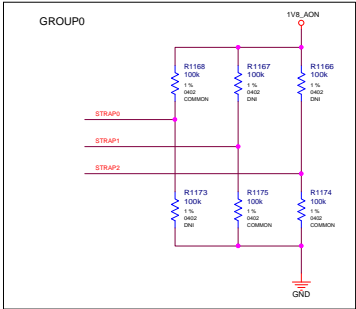 GROUP0
1V8_AON
R1168
100k
1 %
0402
COMMON
R1167
100k
1 %
0402
DNI
R1166
100k
1 %
0402
DNI
STRAP0
STRAP1
STRAP2
R1173
100k
1 %
0402
DNI
R1175
100k
1 %
0402
COMMON
R1174
100k
1 %
0402
COMMON
GND